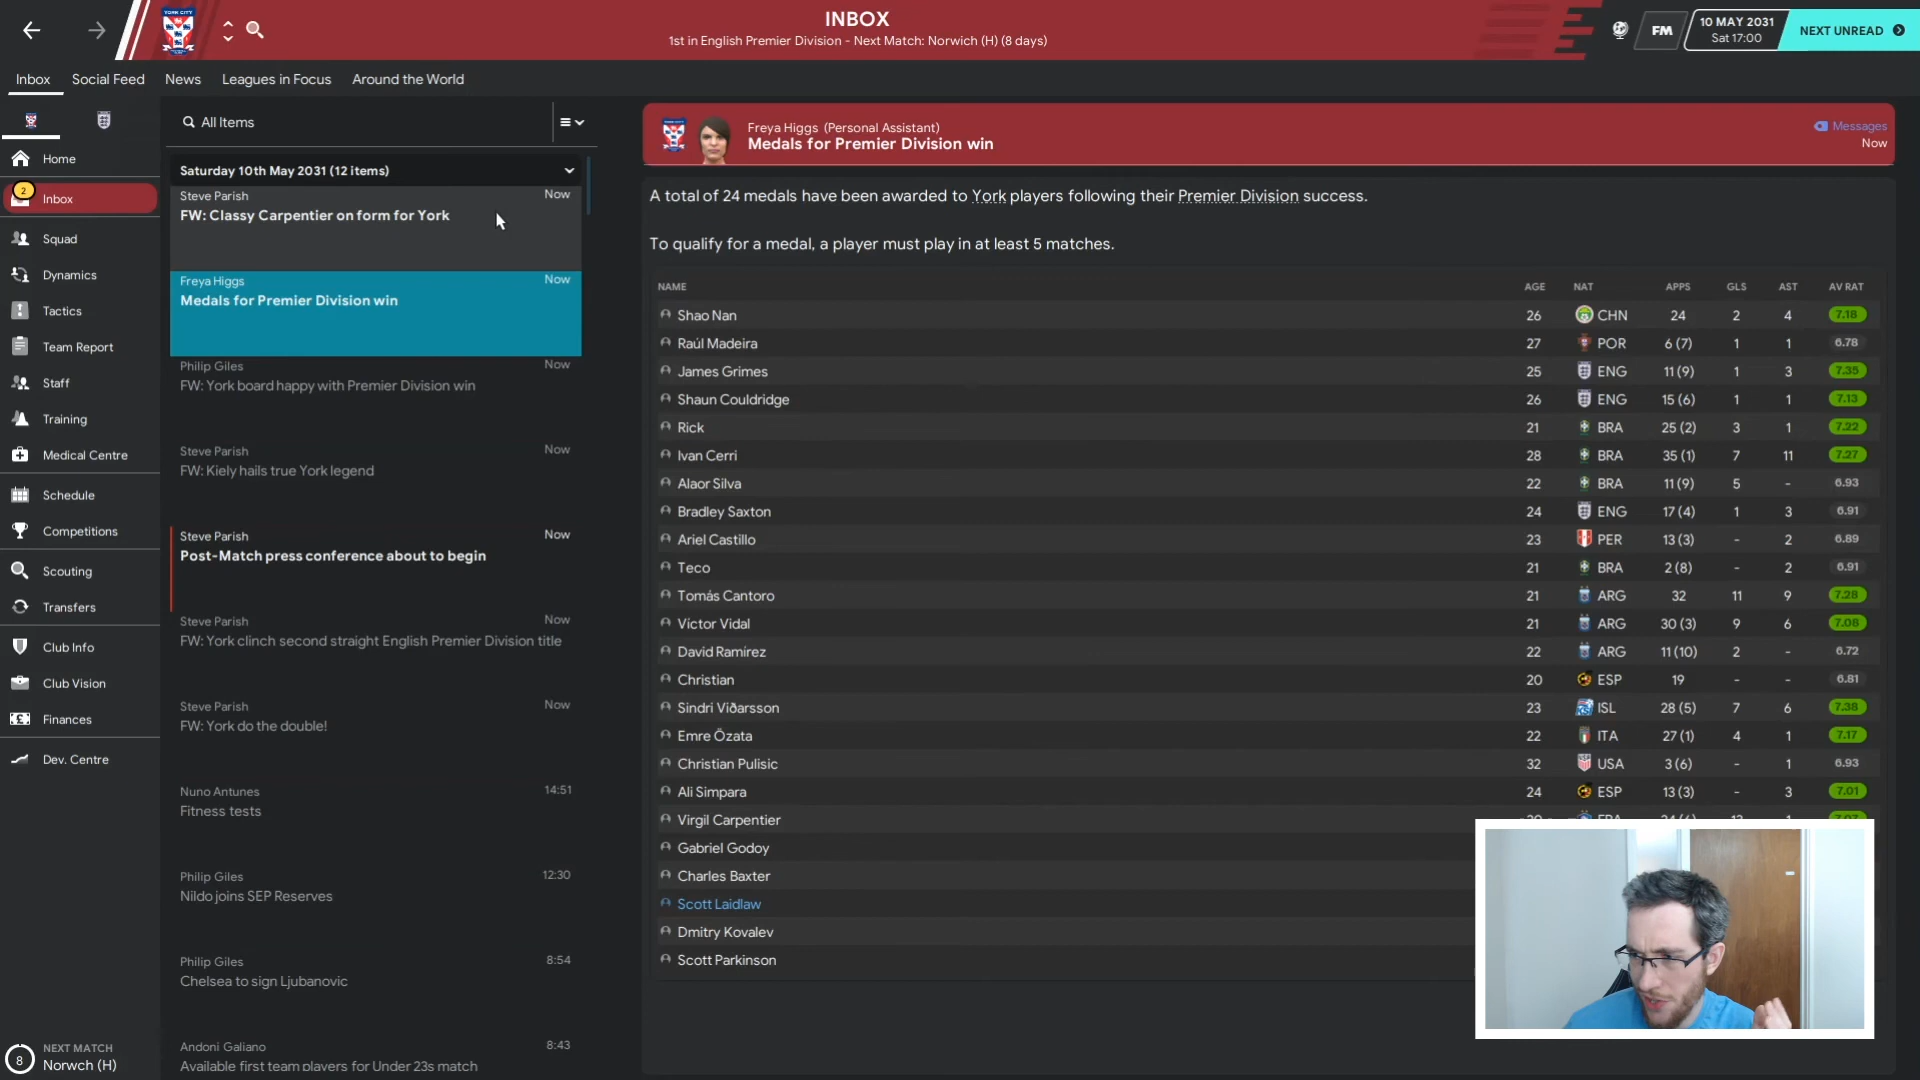 INBOX
1st in English Premier Division - Next Match: Norwich (H) (8 days)
FM
10 MAY 2031
Sat 17:00
NEXT UNREAD
Inbox
Social Feed
News
Leagues in Focus
Around the World
Home
2
Inbox
Squad
Dynamics
Tactics
Team Report
Staff
Training
Medical Centre
Schedule
Competitions
Scouting
Transfers
Club Info
Club Vision
Finances
Dev. Centre
8
NEXT MATCH
Norwch (H)
All Items
Saturday 10th May 2031 (12 items)
Steve Parish Now
FW: Classy Carpentier on form for York
Freya Higgs Now
Medals for Premier Division win
Philip Giles Now
FW: York board happy with Premier Division win
Steve Parish Now
FW: Kiely hails true York legend
Steve Parish Now
Post-Match press conference about to begin
Steve Parish Now
FW: York clinch second straight English Premier Division title
Steve Parish Now
FW: York do the double!
Nuno Antunes 14:51
Fitness tests
Philip Giles 12:30
Nildo joins SEP Reserves
Philip Giles 8:54
Chelsea to sign Ljubanovic
Andoni Galiano 8:43
Available first team players for Under 23s match
Freya Higgs (Personal Assistant)
Medals for Premier Division win
Messages
Now
A total of 24 medals have been awarded to York players following their Premier Division success.
To qualify for a medal, a player must play in at least 5 matches.
NAME AGE NAT APPS GLS AST AV RAT
Shao Nan 26 CHN 24 2 4 7.18
Raúl Madeira 27 POR 6 (7) 1 1 6.78
James Grimes 25 ENG 11 (9) 1 3 7.35
Shaun Couldridge 26 ENG 15 (6) 1 1 7.13
Rick 21 BRA 25 (2) 3 1 7.22
Ivan Cerri 28 BRA 35 (1) 7 11 7.27
Alaor Silva 22 BRA 11 (9) 5 - 6.93
Bradley Saxton 24 ENG 17 (4) 1 3 6.91
Ariel Castillo 23 PER 13 (3) - 2 6.89
Teco 21 BRA 2 (8) - 2 6.91
Tomás Cantoro 21 ARG 32 11 9 7.28
Víctor Vidal 21 ARG 30 (3) 9 6 7.08
David Ramírez 22 ARG 11 (10) 2 - 6.72
Christian 20 ESP 19 - - 6.81
Sindri Viðarsson 23 ISL 28 (5) 7 6 7.38
Emre Özata 22 ITA 27 (1) 4 1 7.17
Christian Pulisic 32 USA 3 (6) - 1 6.93
Ali Simpara 24 ESP 13 (3) - 3 7.01
Virgil Carpentier
Gabriel Godoy
Charles Baxter
Scott Laidlaw
Dmitry Kovalev
Scott Parkinson